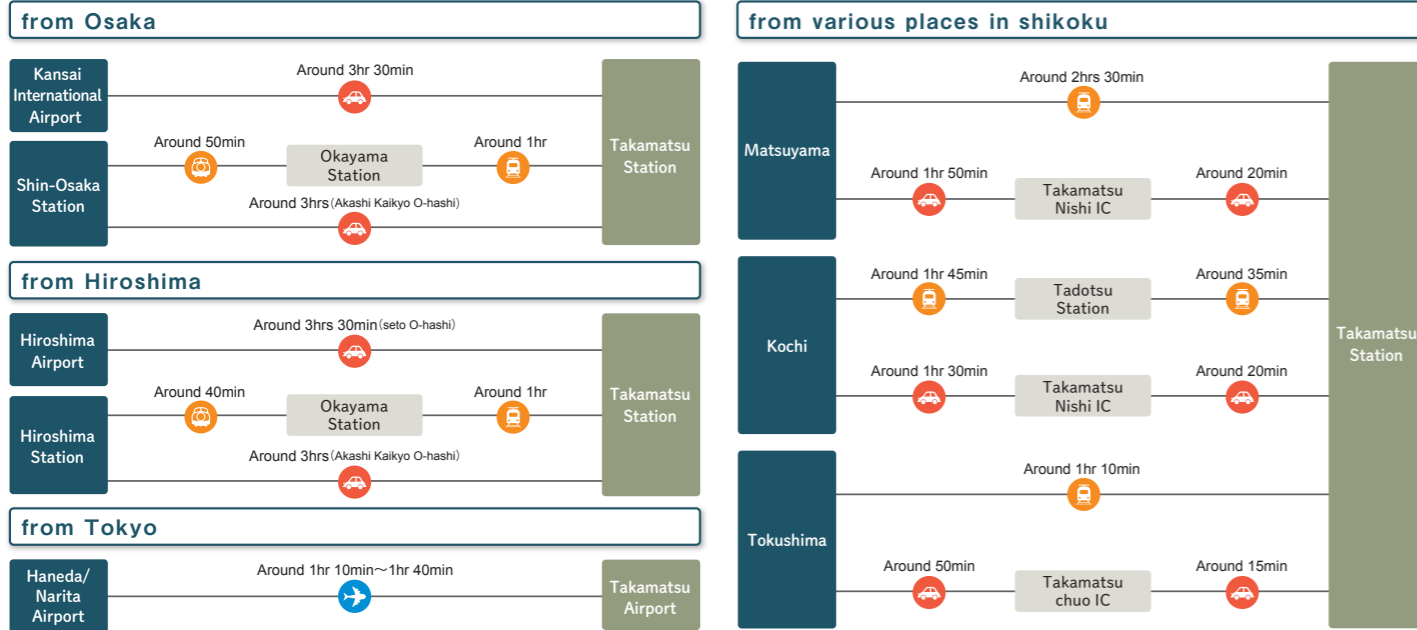 from Osaka
Kansai
International
Airport
Around 3hr 30min
Shin-Osaka
Station
Around 50min
Okayama
Station
Around 1hr
Around 3hrs(Akashi Kaikyo O-hashi)
Takamatsu
Station
from Hiroshima
Hiroshima
Airport
Around 3hrs 30min(seto O-hashi)
Hiroshima
Station
Around 40min
Okayama
Station
Around 1hr
Around 3hrs(Akashi Kaikyo O-hashi)
Takamatsu
Station
from Tokyo
Haneda/
Narita
Airport
Around 1hr 10min～1hr 40min
Takamatsu
Airport
from various places in shikoku
Matsuyama
Around 2hrs 30min
Around 1hr 50min
Takamatsu
Nishi IC
Around 20min
Kochi
Around 1hr 45min
Tadotsu
Station
Around 35min
Around 1hr 30min
Takamatsu
Nishi IC
Around 20min
Tokushima
Around 1hr 10min
Around 50min
Takamatsu
chuo IC
Around 15min
Takamatsu
Station